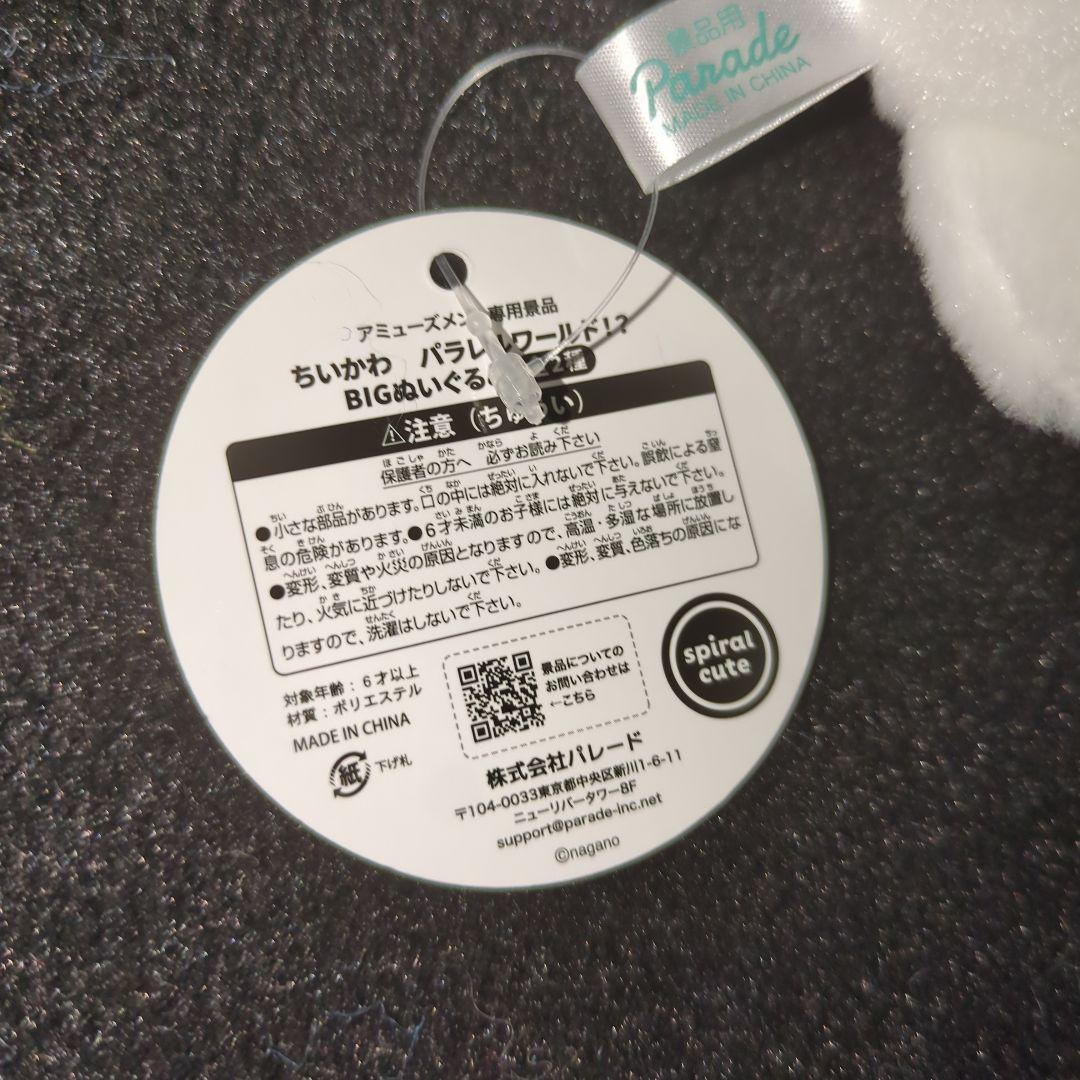 景品用
Parade
MADE IN CHINA
アミューズメン 専用景品
ちいかわ パラレルワールド!?
BIGぬいぐる 2種
⚠注意(ちゅうい)
保護者の方へ 必ずお読み下さい
●小さな部品があります。口の中には絶対に入れないで下さい。誤飲による窒
息の危険があります。●6才未満のお子様には絶対に与えないで下さい。
●変形、変質や火災の原因となりますので、高温・多湿な場所に放置し
たり、火気に近づけたりしないで下さい。●変形、変質、色落ちの原因にな
りますので、洗濯はしないで下さい。
対象年齢:6才以上
材質:ポリエステル
MADE IN CHINA
紙 下げ札
景品についての
お問い合わせは
←こちら
spiral
cute
株式会社パレード
〒104-0033東京都中央区新川1-6-11
ニューリバータワー8F
support@parade-inc.net
©nagano